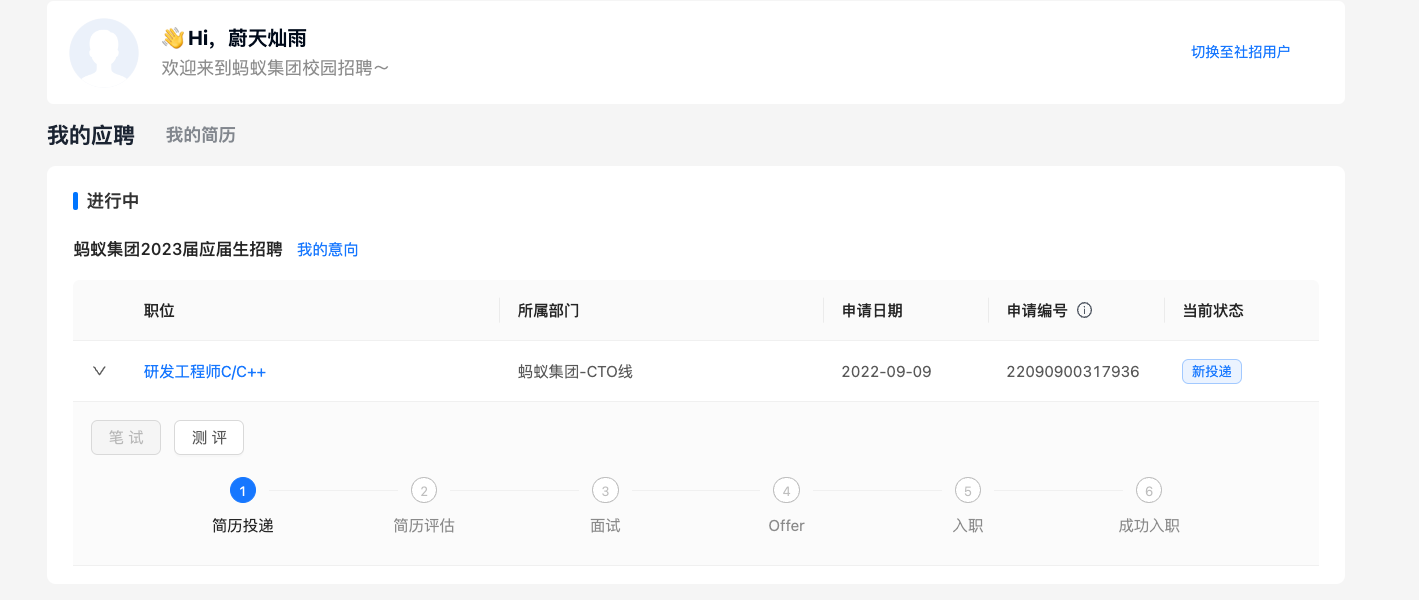 👋Hi，蔚天灿雨
欢迎来到蚂蚁集团校园招聘～
切换至社招用户
我的应聘 我的简历
进行中
蚂蚁集团2023届应届生招聘 我的意向
职位 所属部门 申请日期 申请编号 当前状态
研发工程师C/C++ 蚂蚁集团-CTO线 2022-09-09 22090900317936 新投递
笔试 测评
1 2 3 4 5 6
简历投递 简历评估 面试 Offer 入职 成功入职